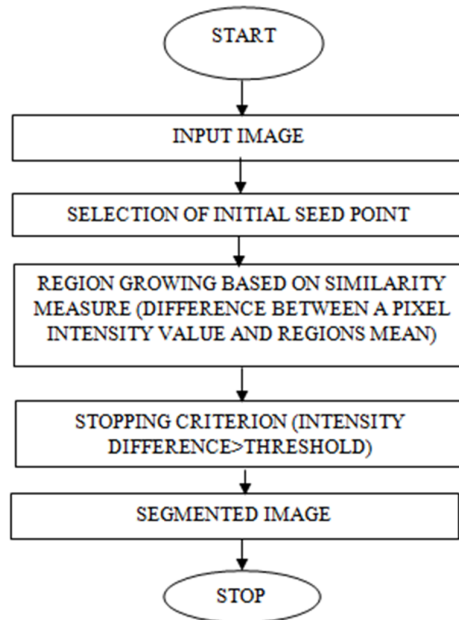 START
INPUT IMAGE
SELECTION OF INITIAL SEED POINT
REGION GROWING BASED ON SIMILARITY
MEASURE (DIFFERENCE BETWEEN A PIXEL
INTENSITY VALUE AND REGIONS MEAN)
STOPPING CRITERION (INTENSITY
DIFFERENCE>THRESHOLD)
SEGMENTED IMAGE
STOP